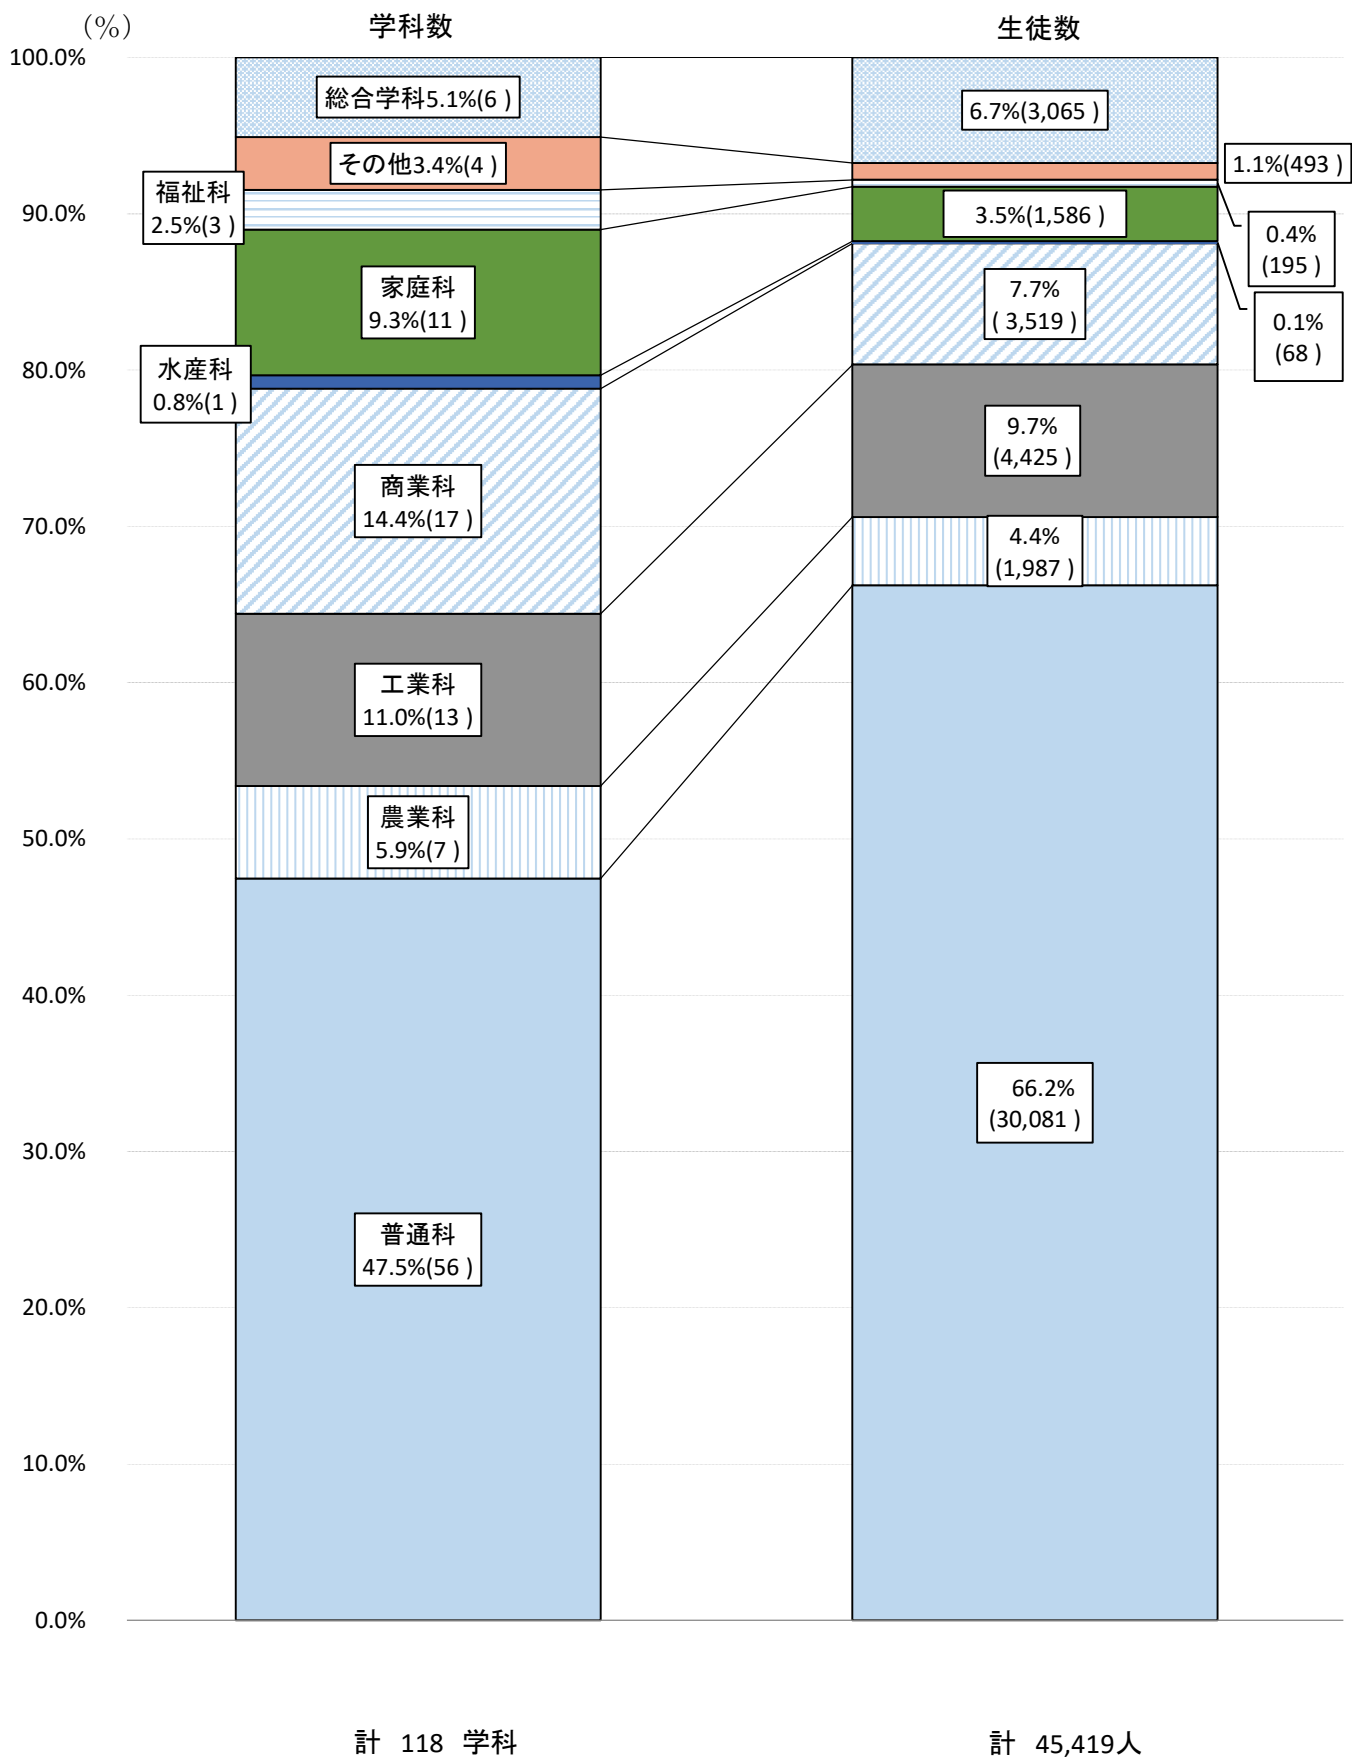 (%)
学科数
生徒数
100.0%
90.0%
80.0%
70.0%
60.0%
50.0%
40.0%
30.0%
20.0%
10.0%
0.0%
総合学科5.1%(6 )
その他3.4%(4 )
福祉科
2.5%(3 )
家庭科
9.3%(11 )
水産科
0.8%(1 )
商業科
14.4%(17 )
工業科
11.0%(13 )
農業科
5.9%(7 )
普通科
47.5%(56 )
6.7%(3,065 )
1.1%(493 )
0.4%
(195 )
3.5%(1,586 )
0.1%
(68 )
7.7%
( 3,519 )
9.7%
(4,425 )
4.4%
(1,987 )
66.2%
(30,081 )
計 118 学科
計 45,419人